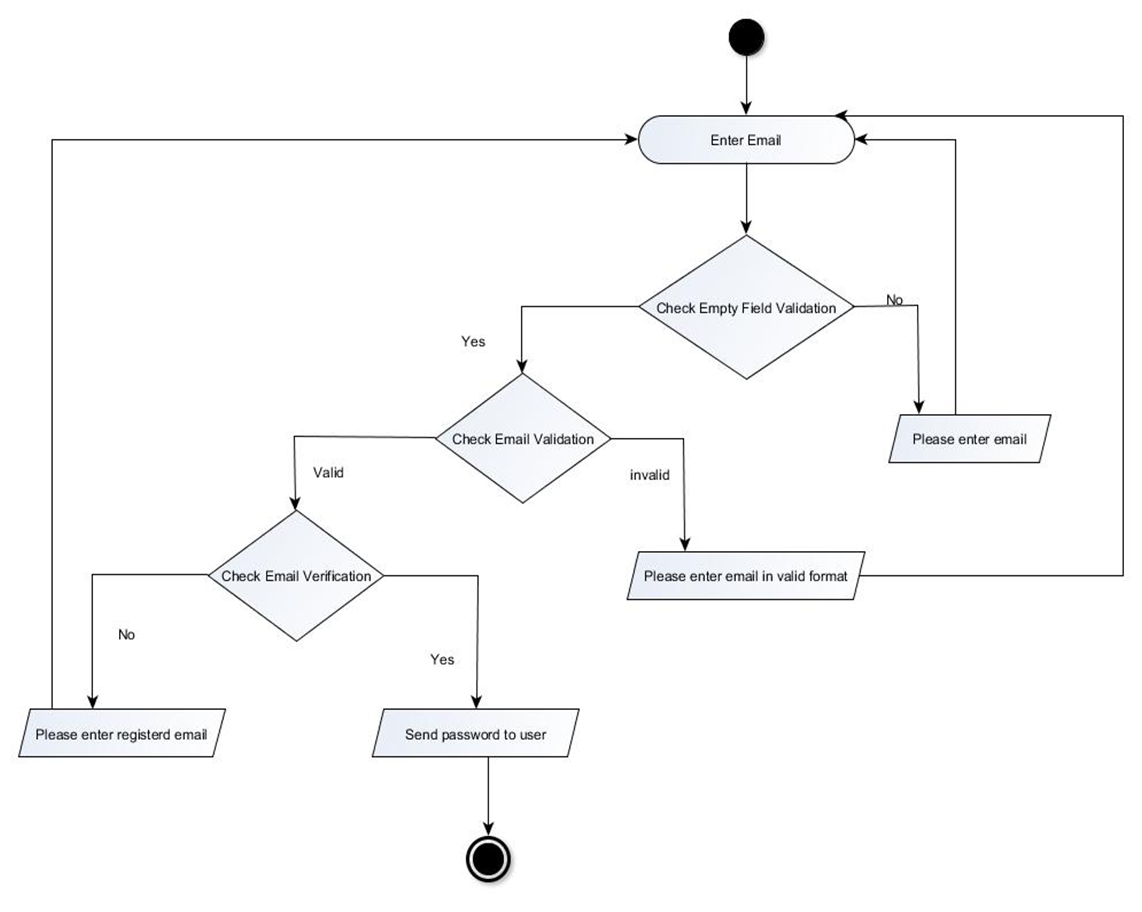 Enter Email
Check Empty Field Validation
No
Yes
Please enter email
Check Email Validation
Valid
invalid
Check Email Verification
Please enter email in valid format
No
Yes
Please enter registerd email
Send password to user